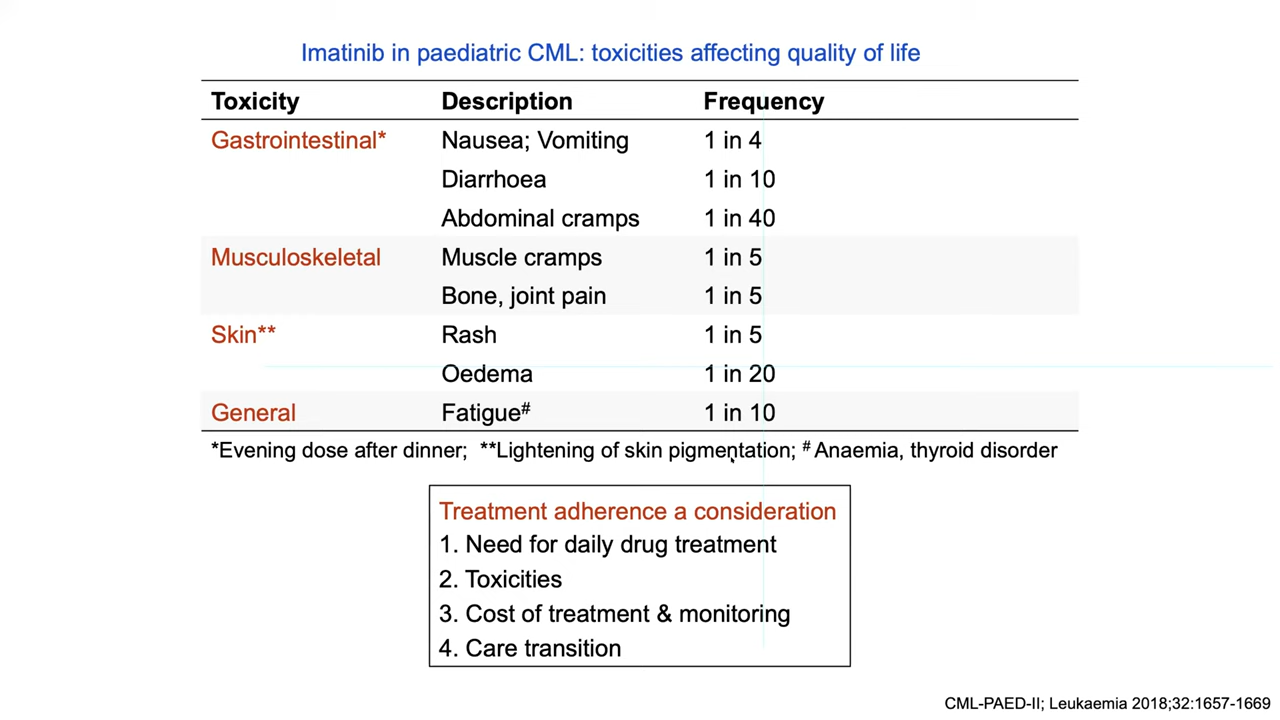 Imatinib in paediatric CML: toxicities affecting quality of life
Toxicity Description Frequency
Gastrointestinal* Nausea; Vomiting 1 in 4
Diarrhoea 1 in 10
Abdominal cramps 1 in 40
Musculoskeletal Muscle cramps 1 in 5
Bone, joint pain 1 in 5
Skin** Rash 1 in 5
Oedema 1 in 20
General Fatigue# 1 in 10
*Evening dose after dinner; **Lightening of skin pigmentation; # Anaemia, thyroid disorder
Treatment adherence a consideration
1. Need for daily drug treatment
2. Toxicities
3. Cost of treatment & monitoring
4. Care transition
CML-PAED-II; Leukaemia 2018;32:1657-1669